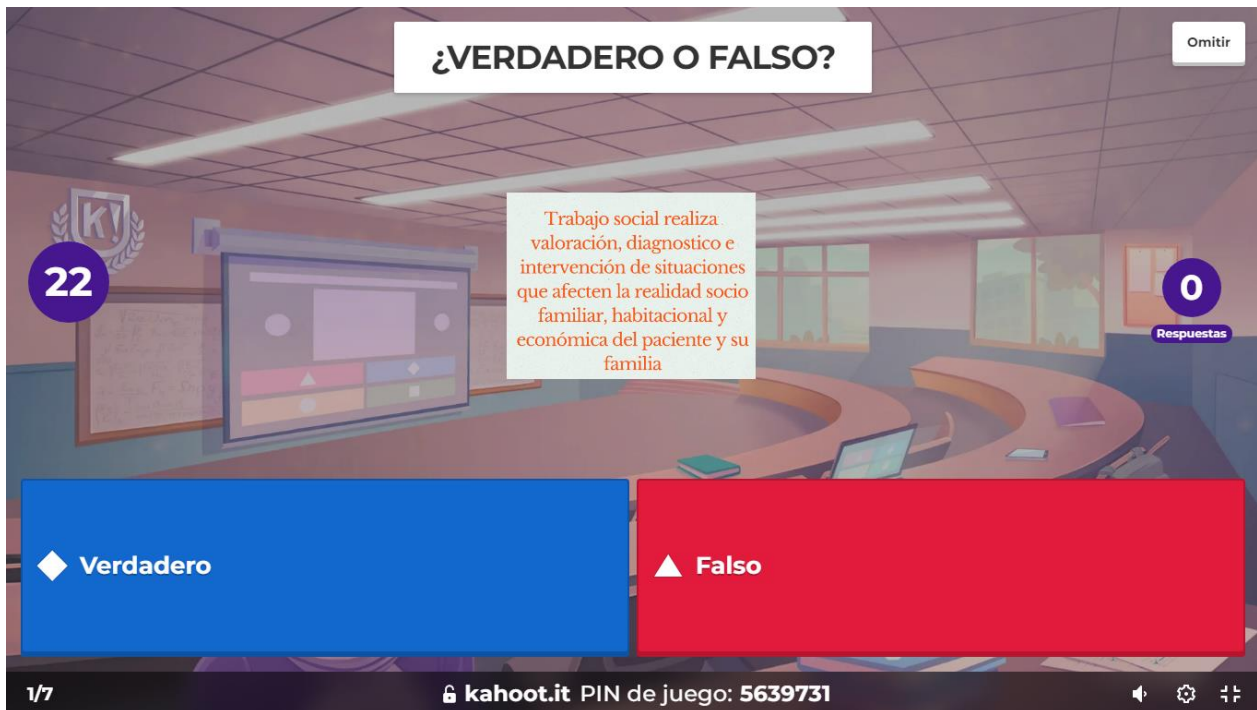 ¿VERDADERO O FALSO?
Omitir
K!
22
Trabajo social realiza
valoración, diagnostico e
intervención de situaciones
que afecten la realidad socio
familiar, habitacional y
económica del paciente y su
familia
0
Respuestas
Verdadero
Falso
1/7
kahoot.it PIN de juego: 5639731